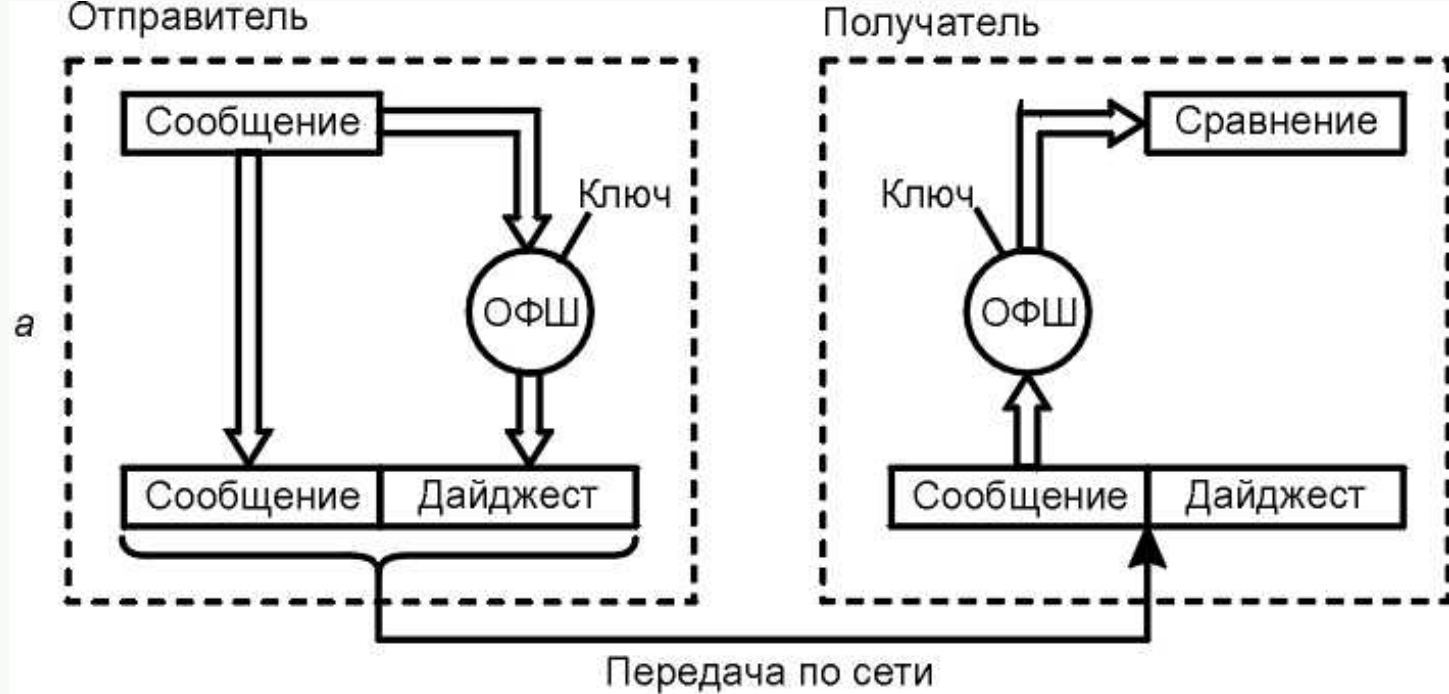 Отправитель
Получатель
Сообщение
Сравнение
Ключ
Ключ
ОФШ
ОФШ
а
Сообщение
Дайджест
Сообщение
Дайджест
Передача по сети